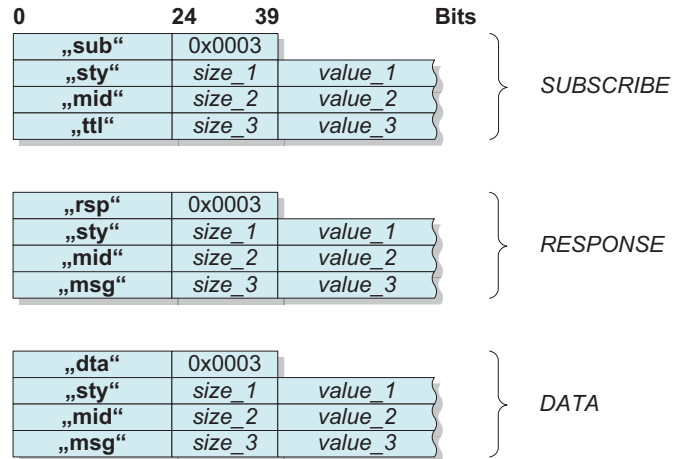 0 24 39 Bits
„sub“ 0x0003
„sty“ size_1 value_1
„mid“ size_2 value_2
„ttl“ size_3 value_3
SUBSCRIBE
„rsp“ 0x0003
„sty“ size_1 value_1
„mid“ size_2 value_2
„msg“ size_3 value_3
RESPONSE
„dta“ 0x0003
„sty“ size_1 value_1
„mid“ size_2 value_2
„msg“ size_3 value_3
DATA